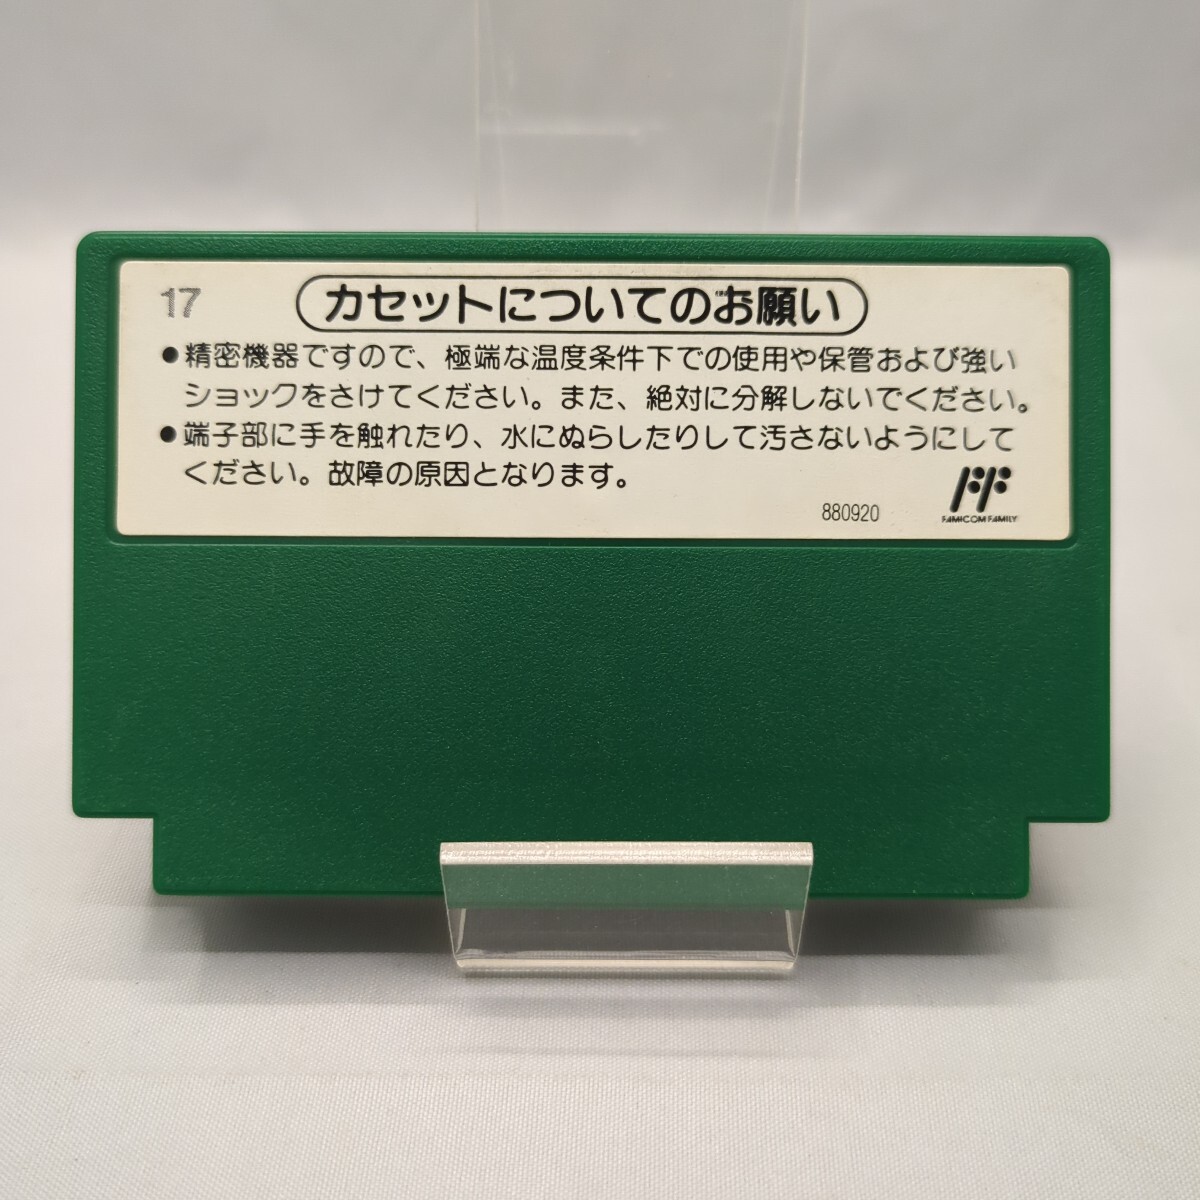 17
カセットについてのお願い
●精密機器ですので、極端な温度条件下での使用や保管および強い
ショックをさけてください。また、絶対に分解しないでください。
●端子部に手を触れたり、水にぬらしたりして汚さないようにして
ください。故障の原因となります。
880920
FF
FAMICOM FAMILY